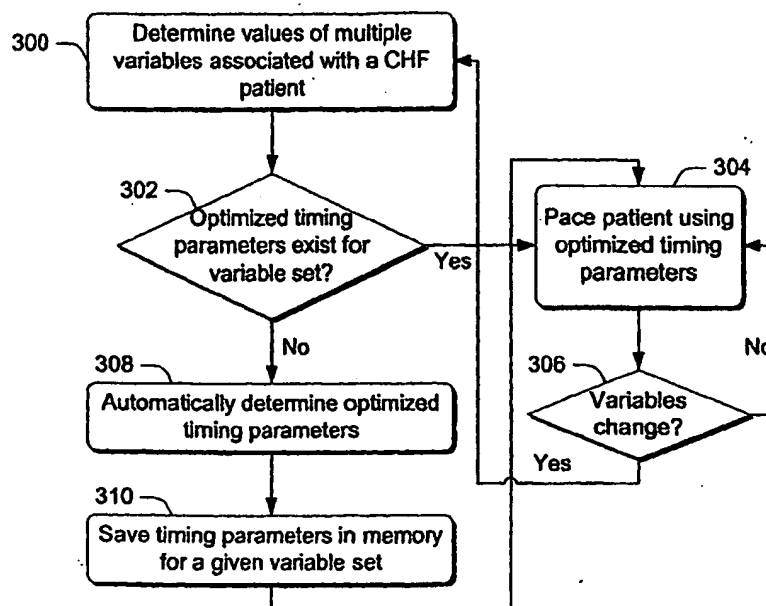 300
Determine values of multiple
variables associated with a CHF
patient
302
Optimized timing
parameters exist for
variable set?
Yes
304
Pace patient using
optimized timing
parameters
No
308
Automatically determine optimized
timing parameters
306
Variables
change?
No
Yes
310
Save timing parameters in memory
for a given variable set